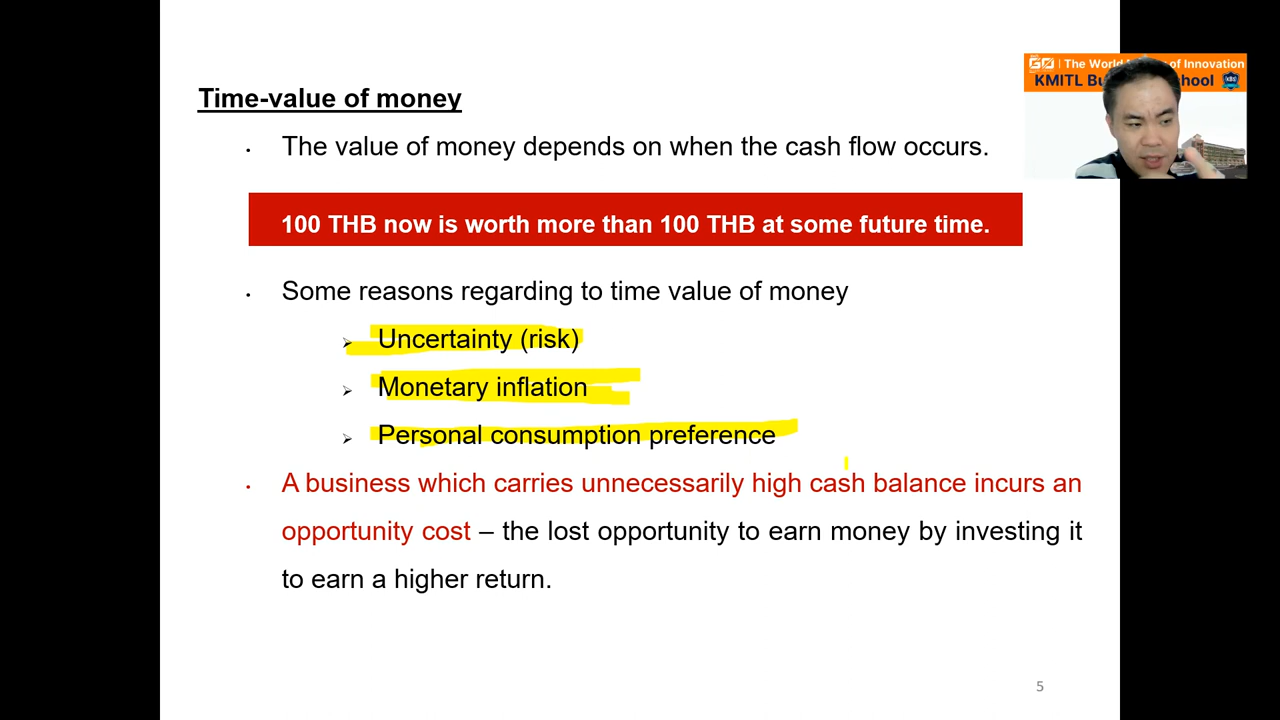 Time-value of money
• The value of money depends on when the cash flow occurs.
100 THB now is worth more than 100 THB at some future time.
• Some reasons regarding to time value of money
➢ Uncertainty (risk)
➢ Monetary inflation
➢ Personal consumption preference
• A business which carries unnecessarily high cash balance incurs an
opportunity cost – the lost opportunity to earn money by investing it
to earn a higher return.
5
GO | The World of Innovation
KMITL Bu hool